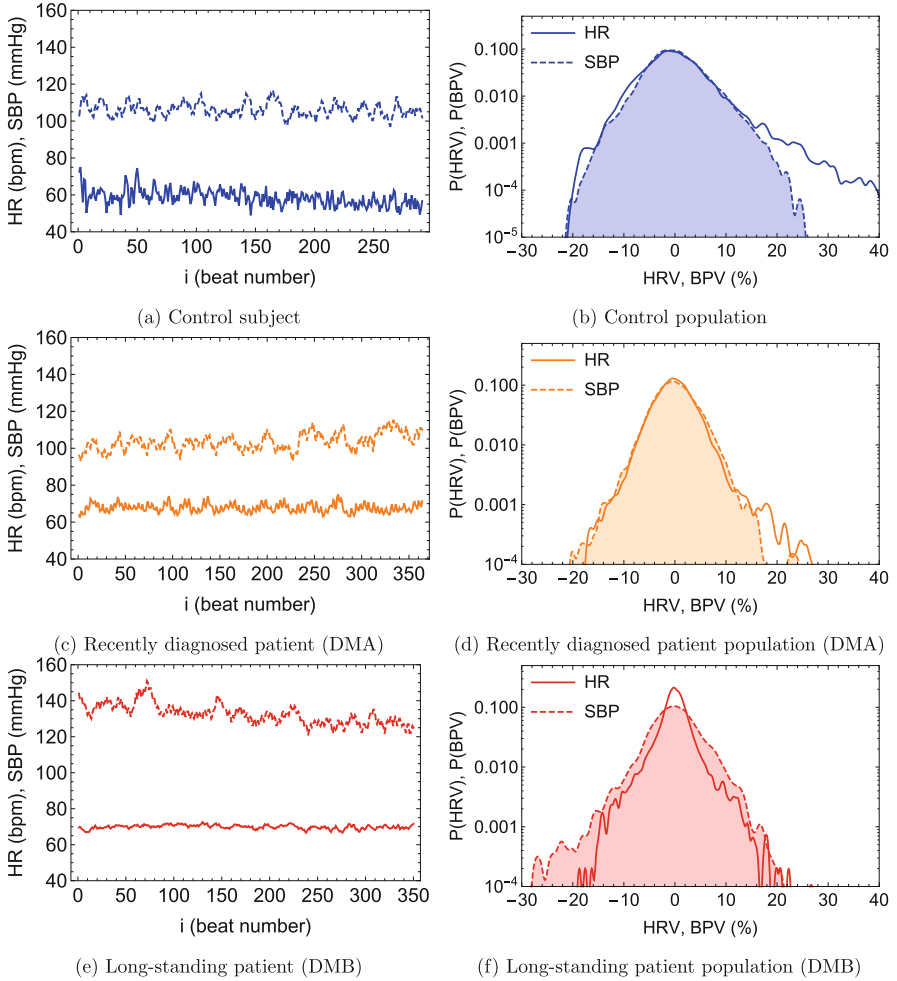 160
140
120
100
80
60
40
HR (bpm), SBP (mmHg)
0 50 100 150 200 250
i (beat number)
(a) Control subject
HR
SBP
0.100
0.010
0.001
10⁻⁴
10⁻⁵
P(HRV), P(BPV)
−30 −20 −10 0 10 20 30 40
HRV, BPV (%)
(b) Control population
160
140
120
100
80
60
40
HR (bpm), SBP (mmHg)
0 50 100 150 200 250 300 350
i (beat number)
(c) Recently diagnosed patient (DMA)
HR
SBP
0.100
0.010
0.001
10⁻⁴
P(HRV), P(BPV)
−30 −20 −10 0 10 20 30 40
HRV, BPV (%)
(d) Recently diagnosed patient population (DMA)
160
140
120
100
80
60
40
HR (bpm), SBP (mmHg)
0 50 100 150 200 250 300 350
i (beat number)
(e) Long-standing patient (DMB)
HR
SBP
0.100
0.010
0.001
10⁻⁴
P(HRV), P(BPV)
−30 −20 −10 0 10 20 30 40
HRV, BPV (%)
(f) Long-standing patient population (DMB)